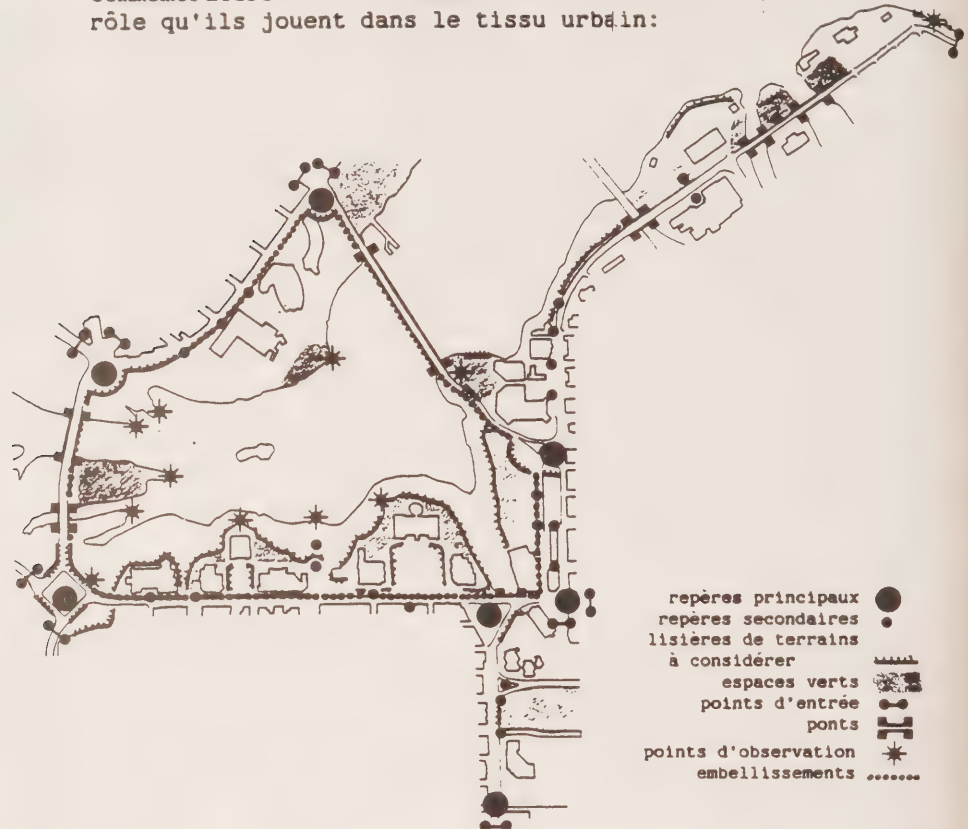 rôle qu'ils jouent dans le tissu urbain:
repères principaux
repères secondaires
lisières de terrains
à considérer
espaces verts
points d'entrée
ponts
points d'observation
embellissements